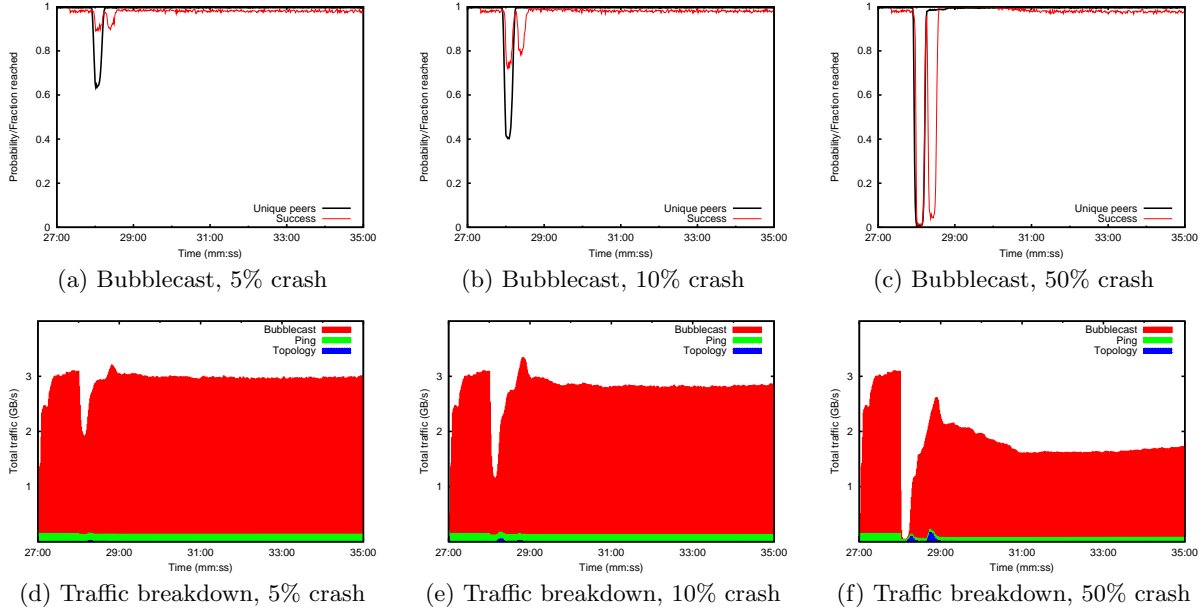 1
0.8
0.6
0.4
0.2
0
Probability/Fraction reached
Unique peers
Success
27:00 29:00 31:00 33:00 35:00
Time (mm:ss)
(a) Bubblecast, 5% crash
1
0.8
0.6
0.4
0.2
0
Probability/Fraction reached
Unique peers
Success
27:00 29:00 31:00 33:00 35:00
Time (mm:ss)
(b) Bubblecast, 10% crash
1
0.8
0.6
0.4
0.2
0
Probability/Fraction reached
Unique peers
Success
27:00 29:00 31:00 33:00 35:00
Time (mm:ss)
(c) Bubblecast, 50% crash
Bubblecast
Ping
Topology
3
2
1
Total traffic (GB/s)
27:00 29:00 31:00 33:00 35:00
Time (mm:ss)
(d) Traffic breakdown, 5% crash
Bubblecast
Ping
Topology
3
2
1
Total traffic (GB/s)
27:00 29:00 31:00 33:00 35:00
Time (mm:ss)
(e) Traffic breakdown, 10% crash
Bubblecast
Ping
Topology
3
2
1
Total traffic (GB/s)
27:00 29:00 31:00 33:00 35:00
Time (mm:ss)
(f) Traffic breakdown, 50% crash